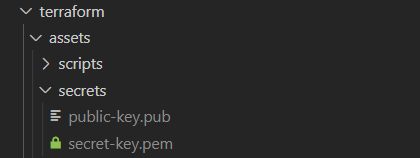 terraform
assets
scripts
secrets
public-key.pub
secret-key.pem